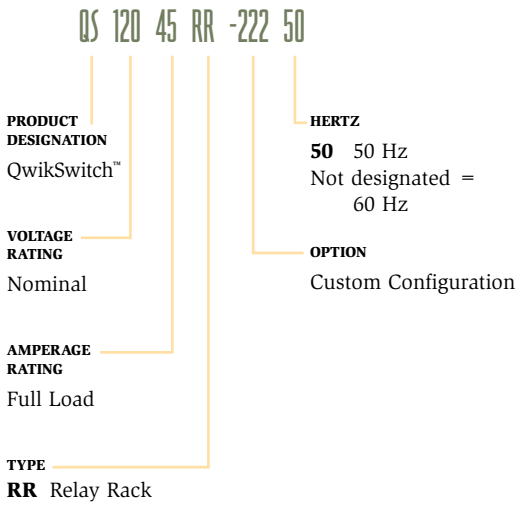 QS 120 45 RR -222 50
PRODUCT
DESIGNATION
QwikSwitch™
VOLTAGE
RATING
Nominal
AMPERAGE
RATING
Full Load
TYPE
RR Relay Rack
HERTZ
50 50 Hz
Not designated =
60 Hz
OPTION
Custom Configuration